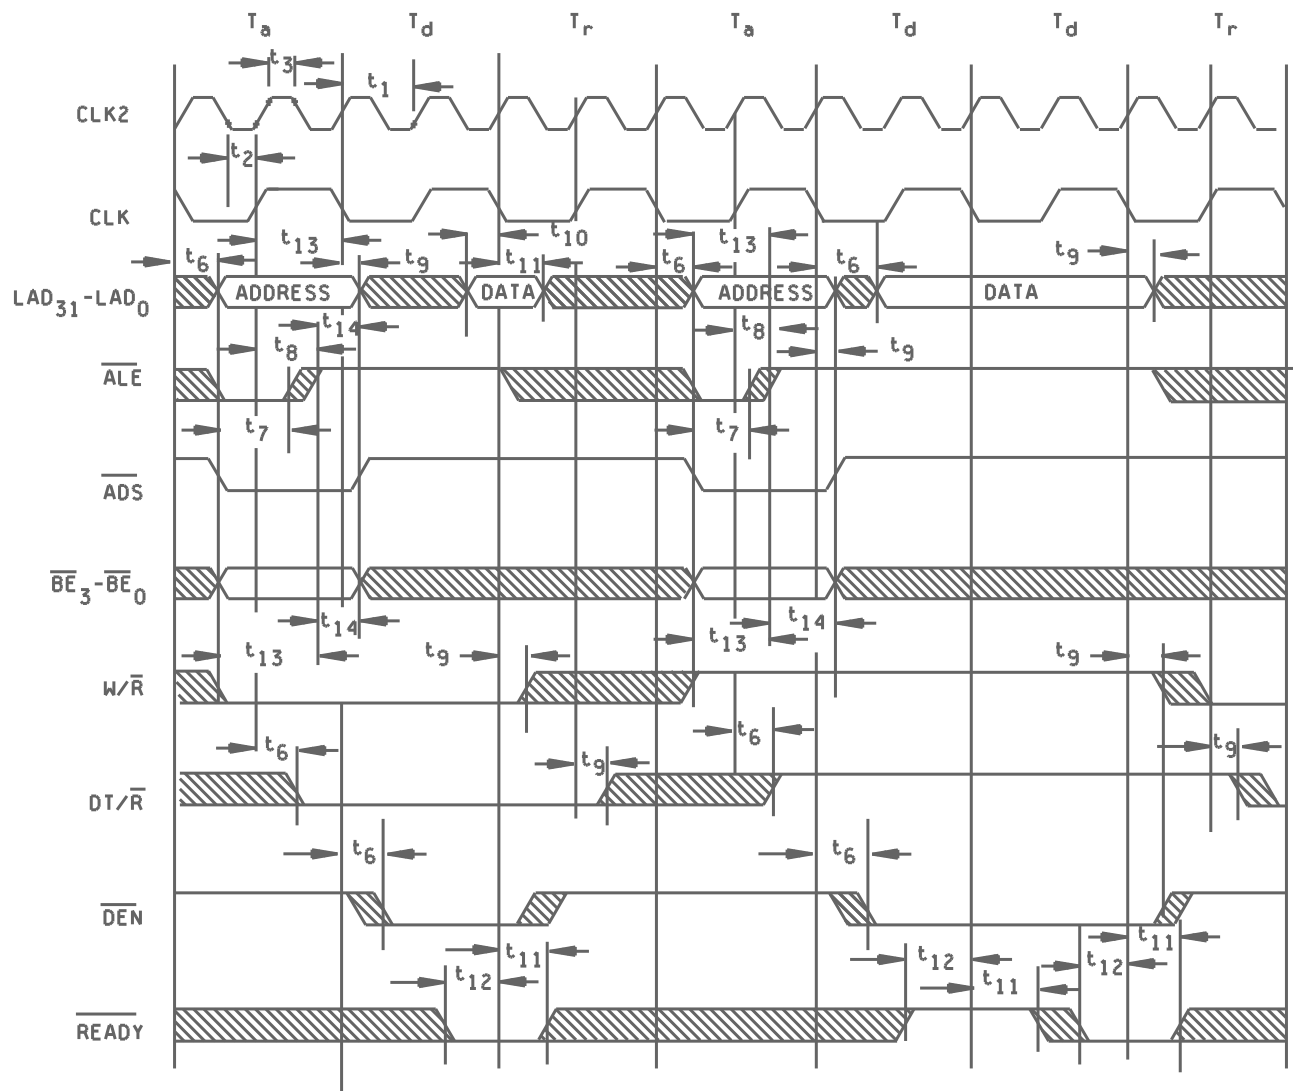 Ta Td Tr Ta Td Td Tr
t3
t1
CLK2
t2
CLK
t10
t13 t13
t6 t9 t11 t6 t6 t9
LAD31-LAD0 ADDRESS DATA ADDRESS DATA
t14 t8
t8 t9
ALE
t7 t7
ADS
BE3-BE0
t14 t14
t13 t9 t13 t9
W/R
t6 t6
t9 t9
DT/R
t6 t6
DEN
t11 t11
t12 t12 t12
t11
READY